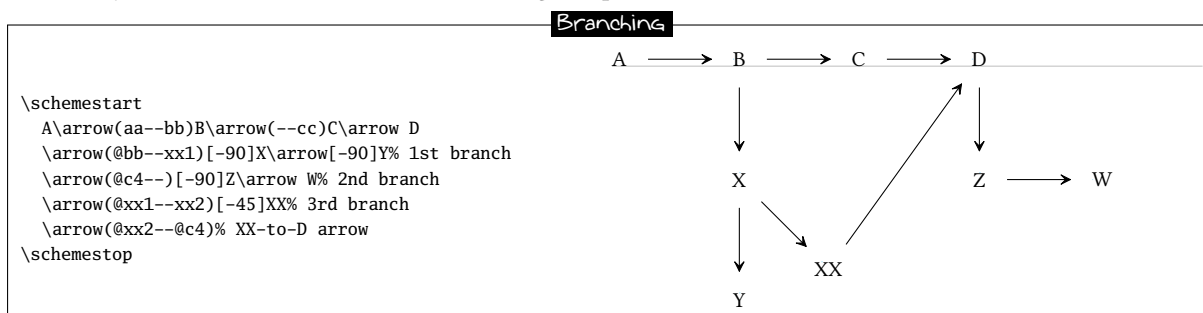 Branching
\schemestart
A\arrow(aa--bb)B\arrow(--cc)C\arrow D
\arrow(@bb--xx1)[-90]X\arrow[-90]Y% 1st branch
\arrow(@c4--)[-90]Z\arrow W% 2nd branch
\arrow(@xx1--xx2)[-45]XX% 3rd branch
\arrow(@xx2--@c4)% XX-to-D arrow
\schemestop
A B C D
X Z W
XX
Y